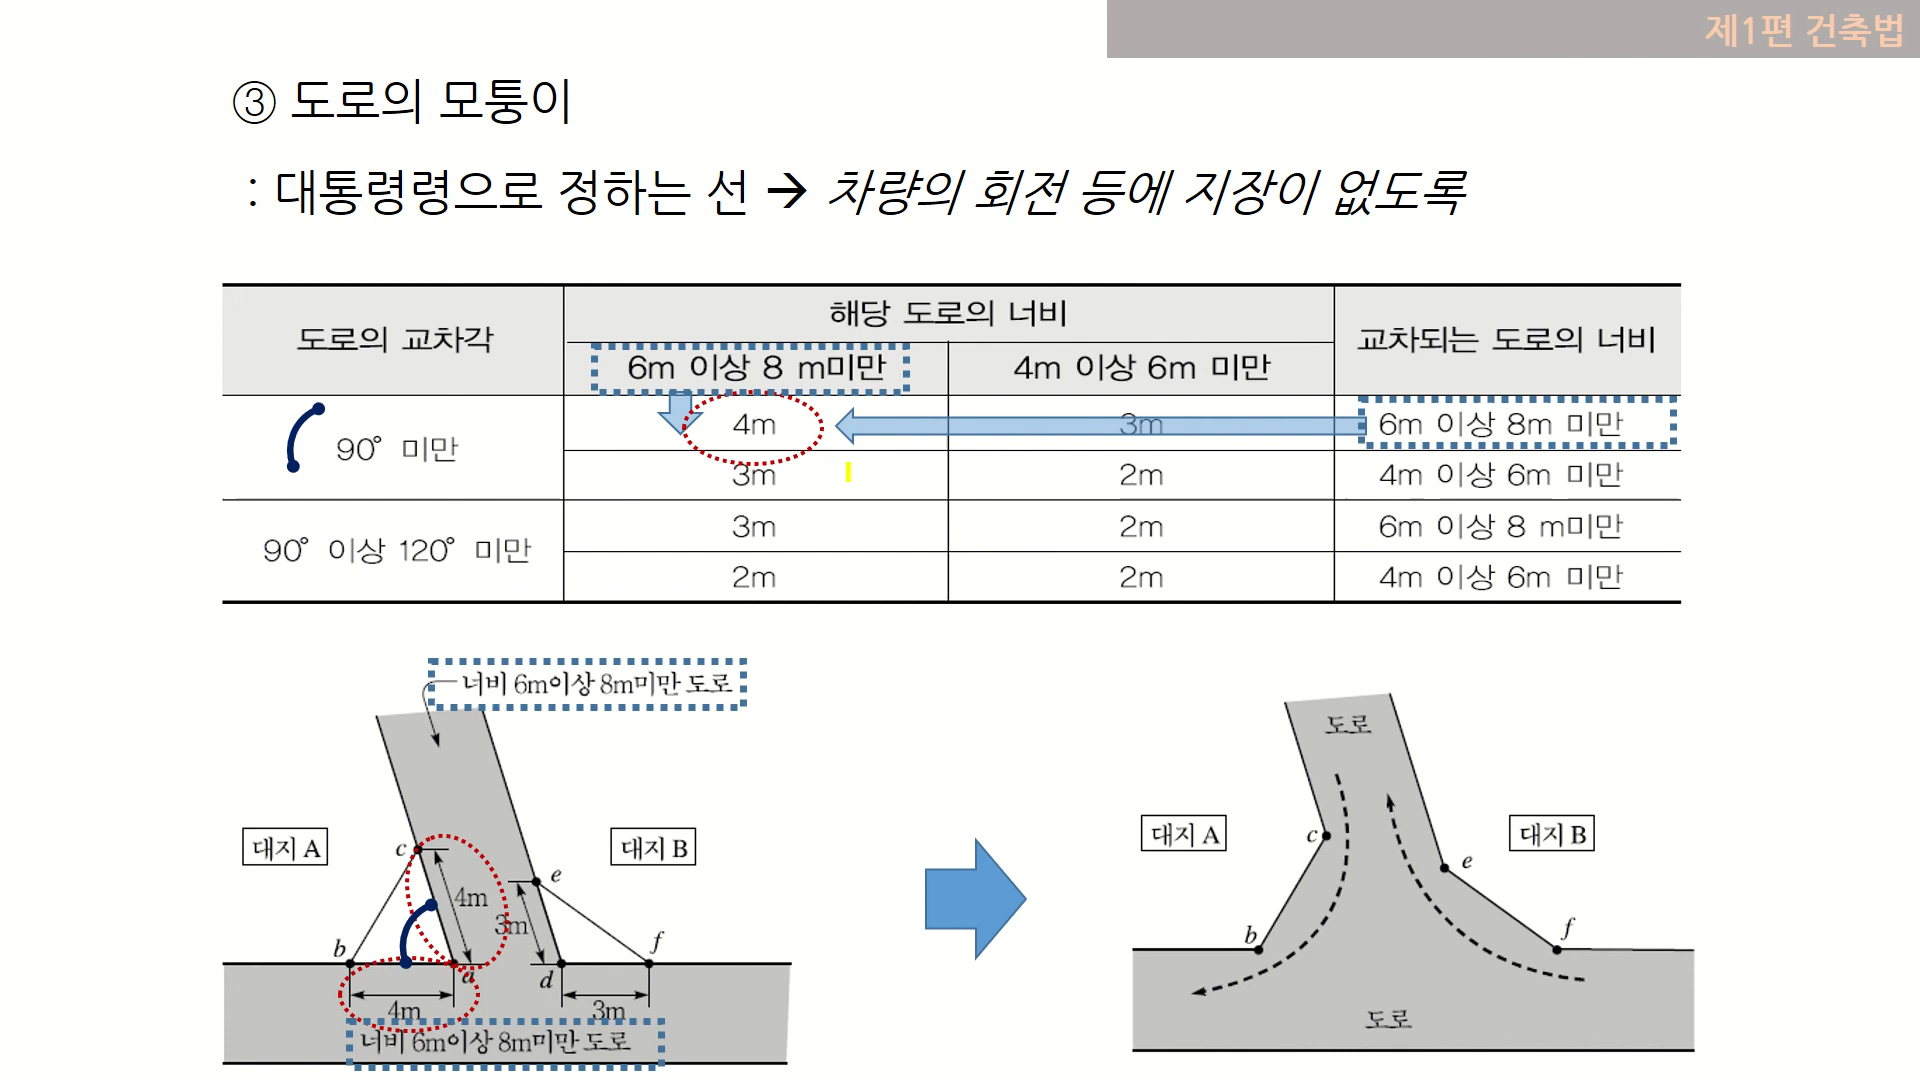 제1편 건축법
③ 도로의 모퉁이
: 대통령령으로 정하는 선 → 차량의 회전 등에 지장이 없도록
도로의 교차각 해당 도로의 너비 교차되는 도로의 너비
6m 이상 8 m미만 4m 이상 6m 미만
90° 미만 4m 3m 6m 이상 8m 미만
3m 2m 4m 이상 6m 미만
90° 이상 120° 미만 3m 2m 6m 이상 8 m미만
2m 2m 4m 이상 6m 미만
너비 6m이상 8m미만 도로
대지 A
대지 B
c
e
4m
3m
b
a
d
f
4m
3m
너비 6m이상 8m미만 도로
도로
대지 A
대지 B
c
e
b
f
도로